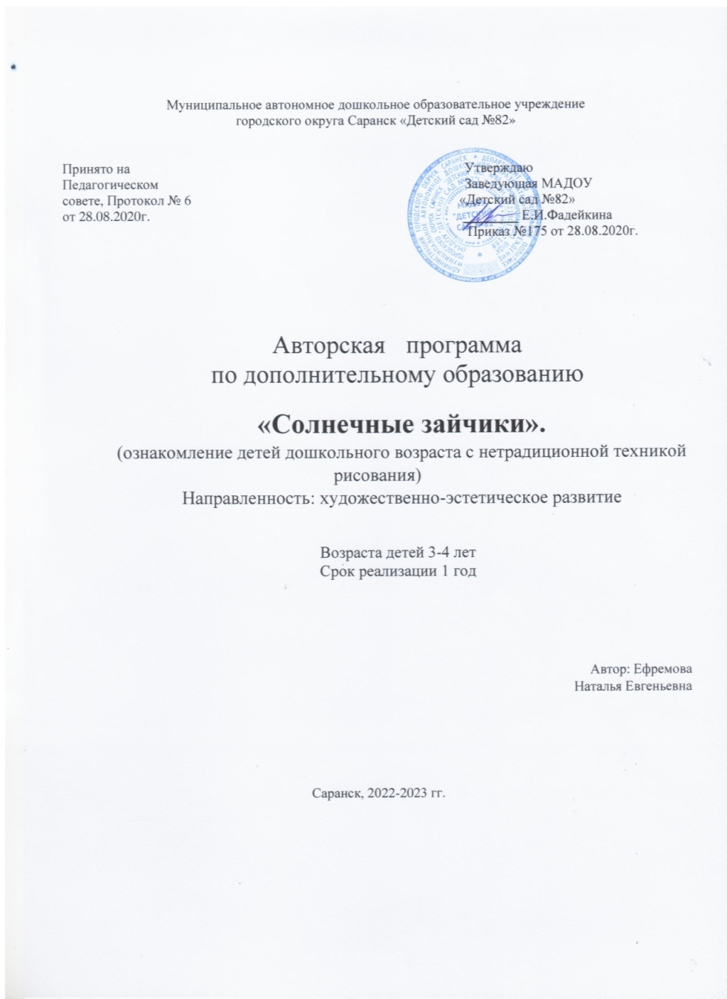 Муниципальное автономное дошкольное образовательное учреждение
городского округа Саранск «Детский сад №82»
Принято на
Педагогическом
совете, Протокол № 6
от 28.08.2020г.
Утверждаю
Заведующая МАДОУ
«Детский сад №82»
Е.И.Фадейкина
Приказ №175 от 28.08.2020г.
Авторская программа
по дополнительному образованию
«Солнечные зайчики».
(ознакомление детей дошкольного возраста с нетрадиционной техникой
рисования)
Направленность: художественно-эстетическое развитие
Возраста детей 3-4 лет
Срок реализации 1 год
Автор: Ефремова
Наталья Евгеньевна
Саранск, 2022-2023 гг.